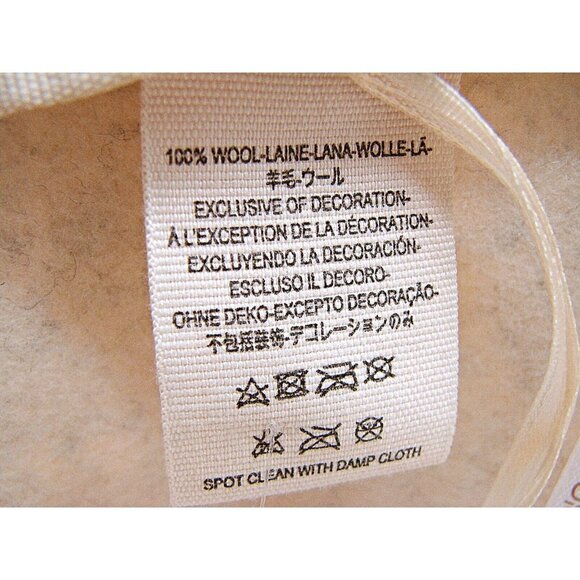 100% WOOL-LAINE-LANA-WOLLE-LÃ-
羊毛-ウール
EXCLUSIVE OF DECORATION-
À L'EXCEPTION DE LA DÉCORATION-
EXCLUYENDO LA DECORACIÓN-
ESCLUSO IL DECORO-
OHNE DEKO-EXCEPTO DECORAÇÃO-
不包括装饰-デコレーションのみ
SPOT CLEAN WITH DAMP CLOTH